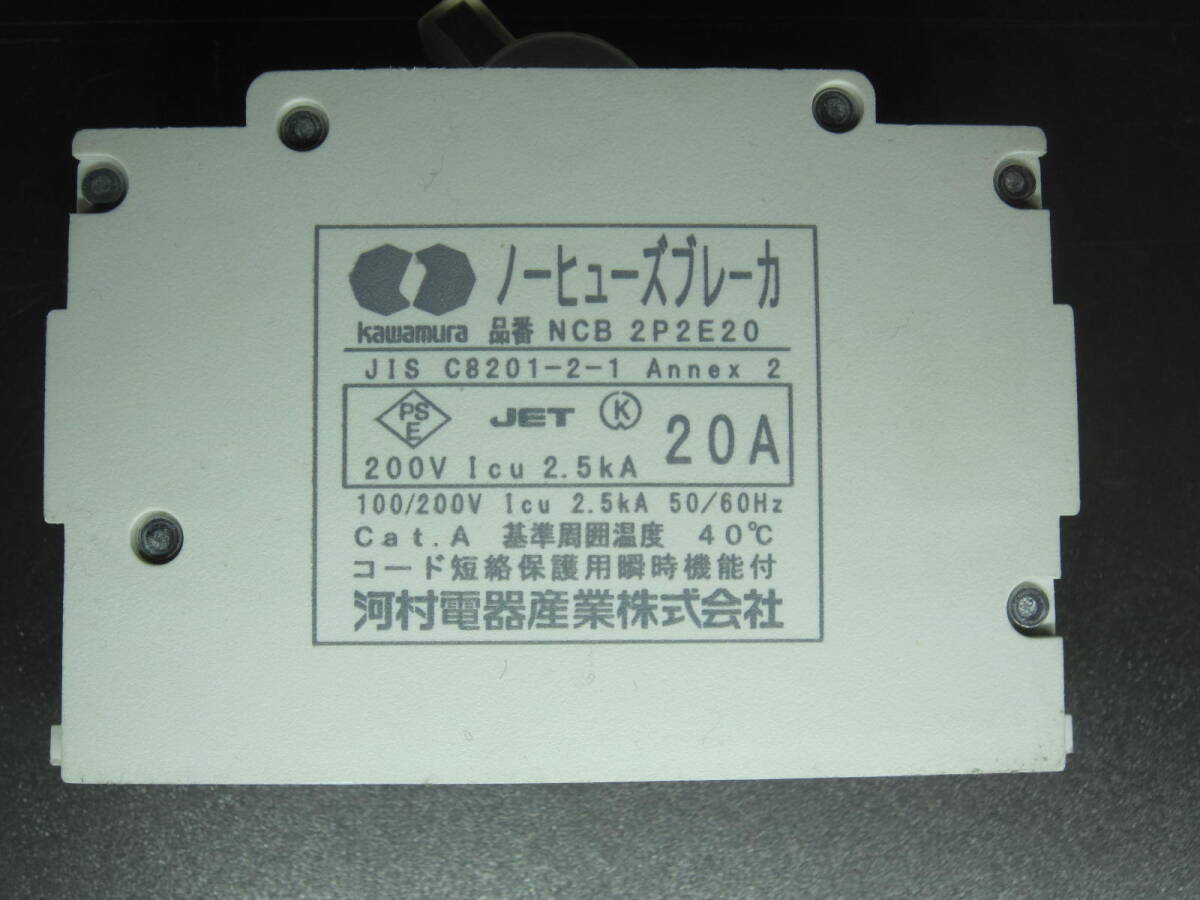 ノーヒューズブレーカ
kawamura 品番 NCB 2P2E20
JIS C8201-2-1 Annex 2
PS E JET K 20A
200V Icu 2.5kA
100/200V Icu 2.5kA 50/60Hz
Cat.A 基準周囲温度 40℃
コード短絡保護用瞬時機能付
河村電器産業株式会社